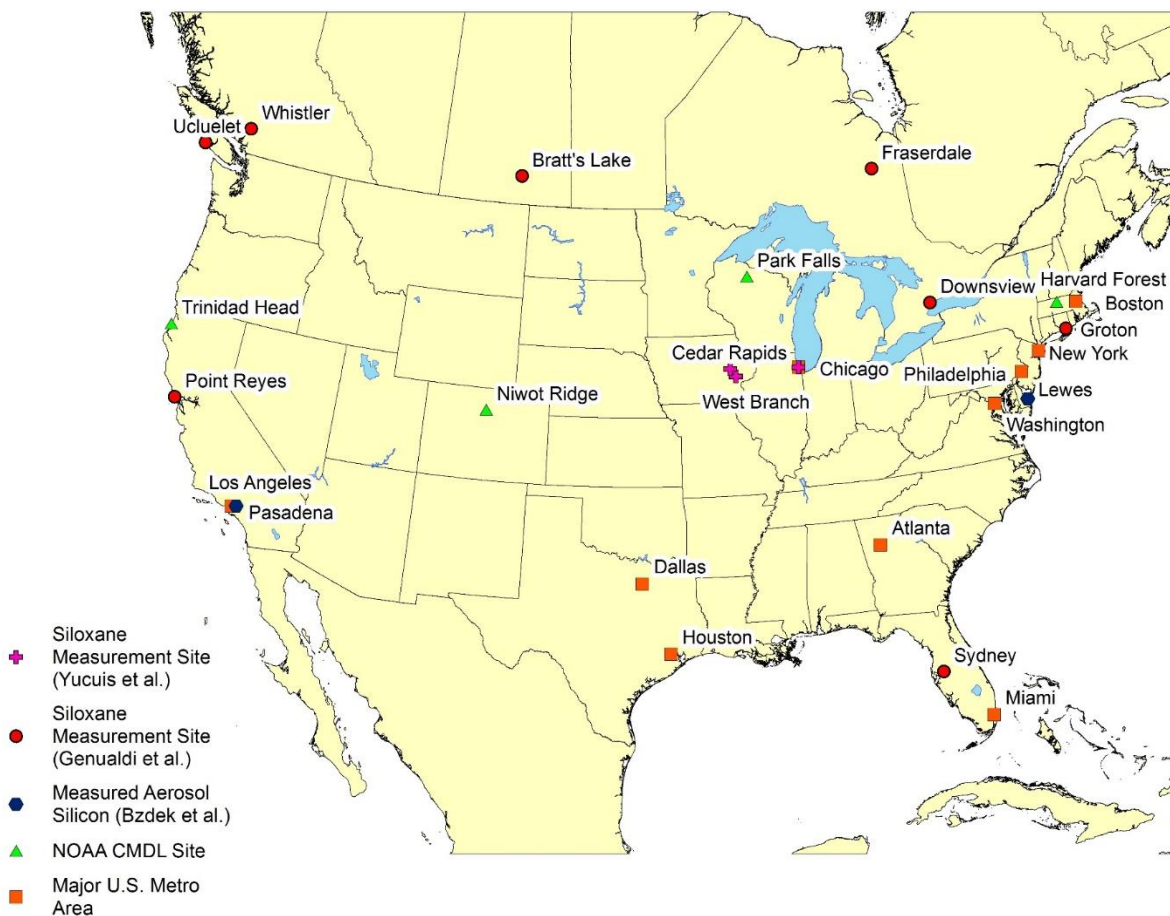 Whistler
Ucluelet
Bratt's Lake
Fraserdale
Park Falls
Downsview
Harvard Forest
Boston
Trinidad Head
Groton
Cedar Rapids
New York
Point Reyes
Niwot Ridge
Chicago
Philadelphia
Lewes
West Branch
Washington
Los Angeles
Pasadena
Atlanta
Dallas
Houston
Sydney
Miami
Siloxane
Measurement Site
(Yucuis et al.)
Siloxane
Measurement Site
(Genualdi et al.)
Measured Aerosol
Silicon (Bzdek et al.)
NOAA CMDL Site
Major U.S. Metro
Area